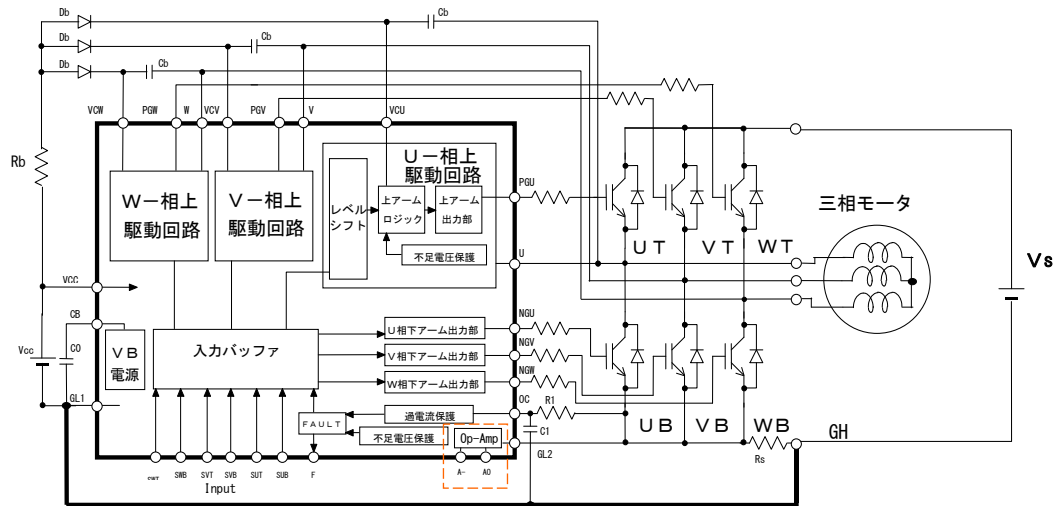 Db
Cb
Db
Cb
Db
Cb
VCW
PGW
W
VCV
PGV
V
VCU
Rb
W－相上
駆動回路
V－相上
駆動回路
U－相上
駆動回路
レベル
シフト
上アーム
ロジック
上アーム
出力部
不足電圧保護
PGU
U
UT
VT
WT
三相モータ
Vs
VCC
CB
Vcc
C0
VB
電源
入力バッファ
U相下アーム出力部
V相下アーム出力部
W相下アーム出力部
NGU
NGV
NGW
OC
R1
GL1
FAULT
過電流保護
不足電圧保護
Op-Amp
C1
GL2
UB
VB
WB
GH
Rs
SWT
SWB
SVT
SVB
SUT
SUB
F
A-
AO
Input